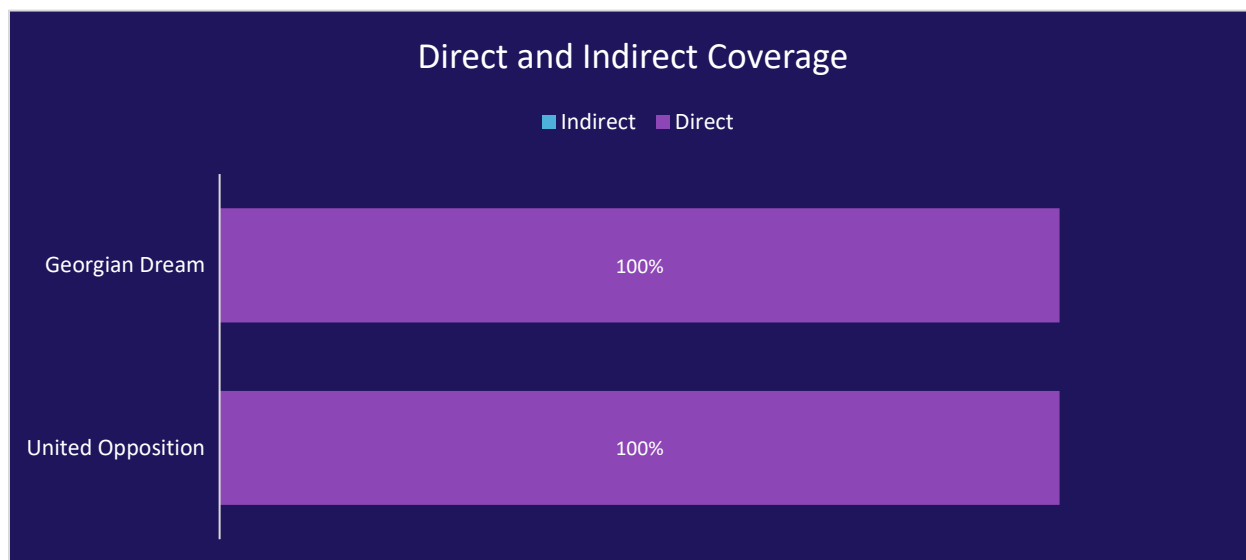 Direct and Indirect Coverage
Indirect Direct
Georgian Dream
100%
United Opposition
100%